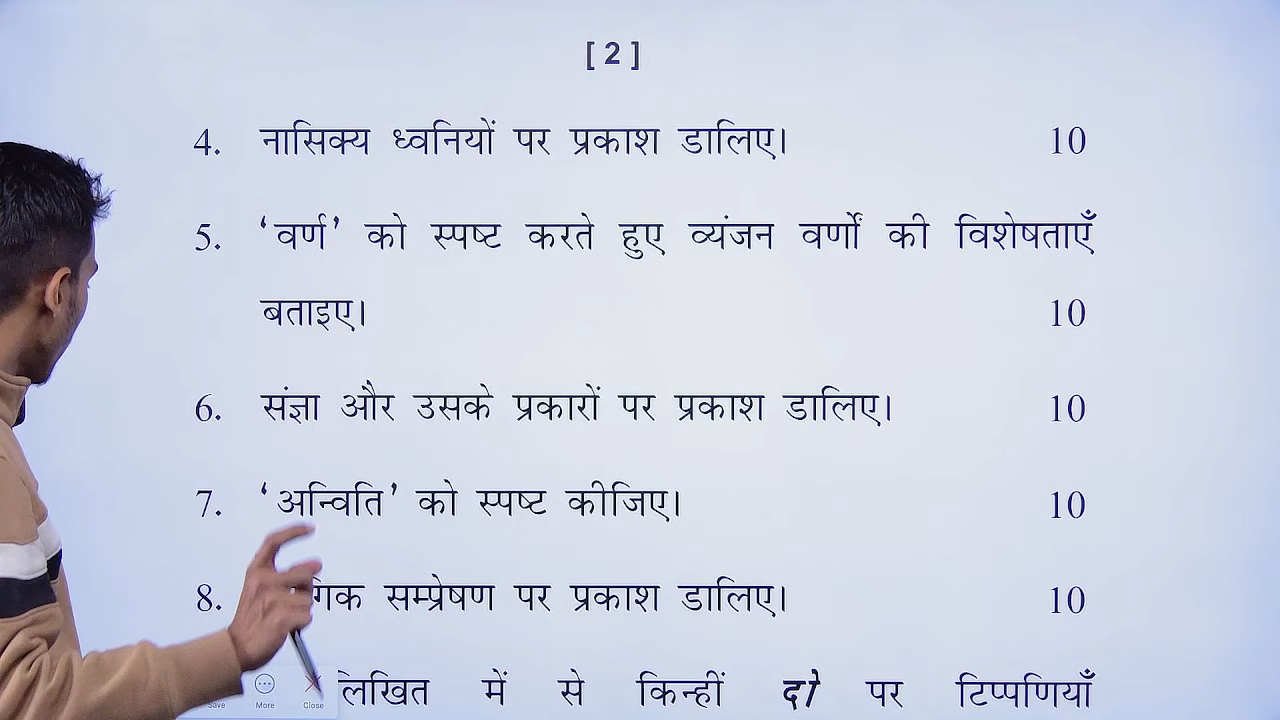 [ 2 ]
4. नासिक्य ध्वनियों पर प्रकाश डालिए। 10
5. ‘वर्ण’ को स्पष्ट करते हुए व्यंजन वर्णों की विशेषताएँ
बताइए। 10
6. संज्ञा और उसके प्रकारों पर प्रकाश डालिए। 10
7. ‘अन्विति’ को स्पष्ट कीजिए। 10
8. सम्प्रेषण पर प्रकाश डालिए। 10
में से किन्हीं दो पर टिप्पणियाँ
Save More Close